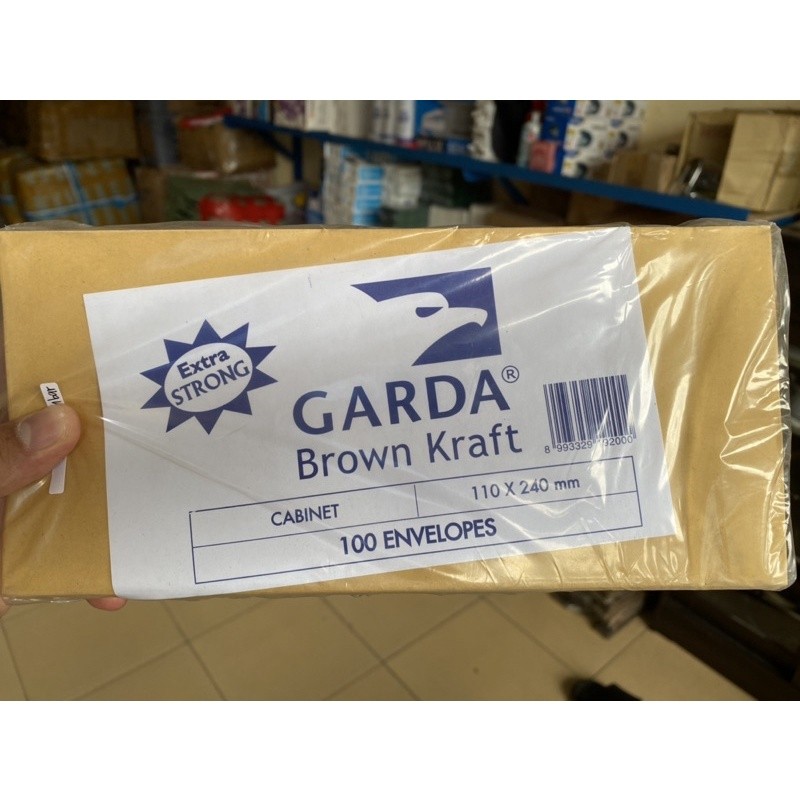 Extra
STRONG
GARDA®
Brown Kraft
CABINET
110 X 240 mm
100 ENVELOPES